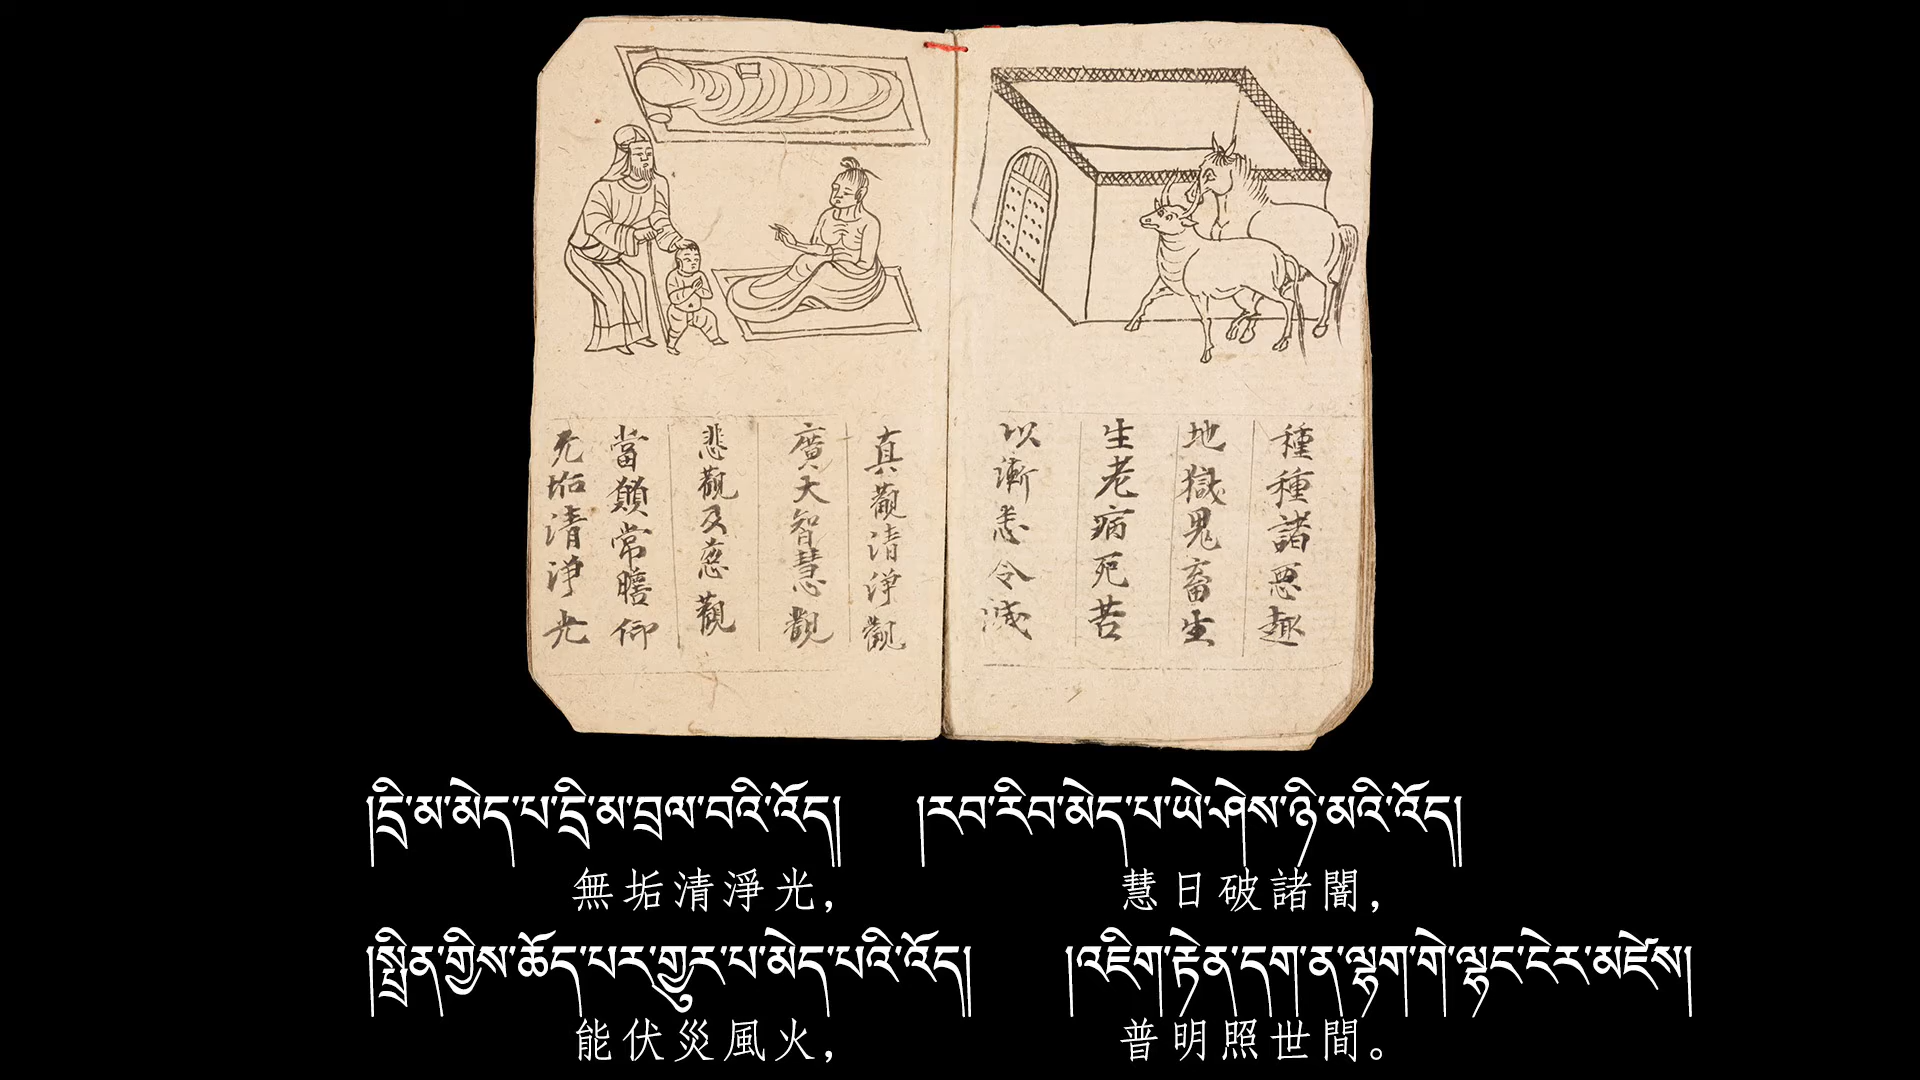 種種諸悪趣
地獄鬼畜生
生老病死苦
以漸悉令滅
真觀清浄觀
廣大智慧觀
悲觀及慈觀
當願常瞻仰
无垢清浄光
།དྲི་མ་མེད་པ་དྲི་མ་བྲལ་བའི་འོད། །རབ་རིབ་མེད་པ་ཡེ་ཤེས་ཉི་མའི་འོད།
無垢清淨光, 慧日破諸闇,
།སྤྲིན་གྱིས་ཆོད་པར་གྱུར་པ་མེད་པའི་འོད། །འཇིག་རྟེན་དག་ན་ལྷག་གེ་ལྷང་ངེར་མཛེས།
能伏災風火, 普明照世間。